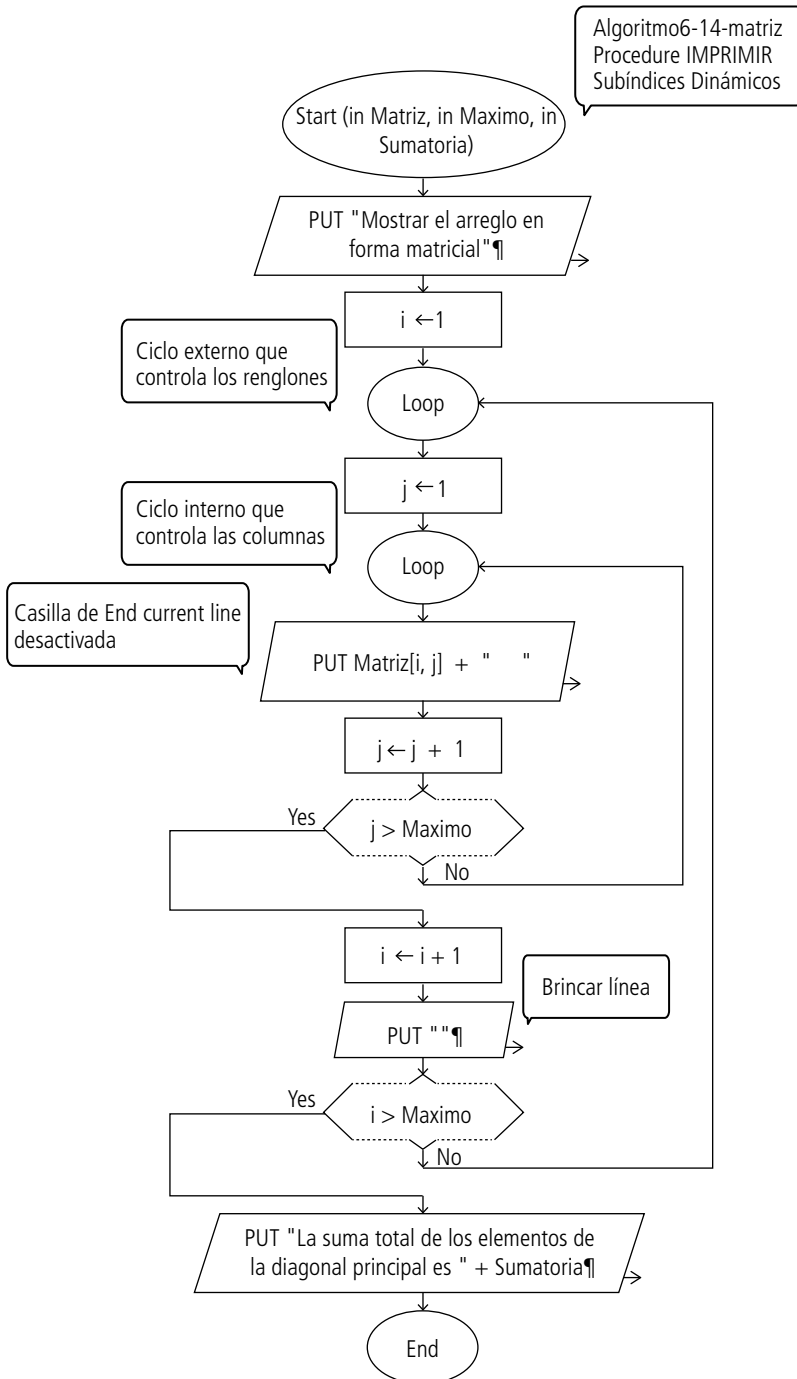 Algoritmo6-14-matriz
Procedure IMPRIMIR
Subíndices Dinámicos
Start (in Matriz, in Maximo, in
Sumatoria)
PUT "Mostrar el arreglo en
forma matricial"¶
i ←1
Ciclo externo que
controla los renglones
Loop
j ←1
Ciclo interno que
controla las columnas
Loop
Casilla de End current line
desactivada
PUT Matriz[i, j] + "   "
j ← j + 1
Yes
j > Maximo
No
i ← i + 1
Brincar línea
PUT ""¶
Yes
i > Maximo
No
PUT "La suma total de los elementos de
la diagonal principal es " + Sumatoria¶
End